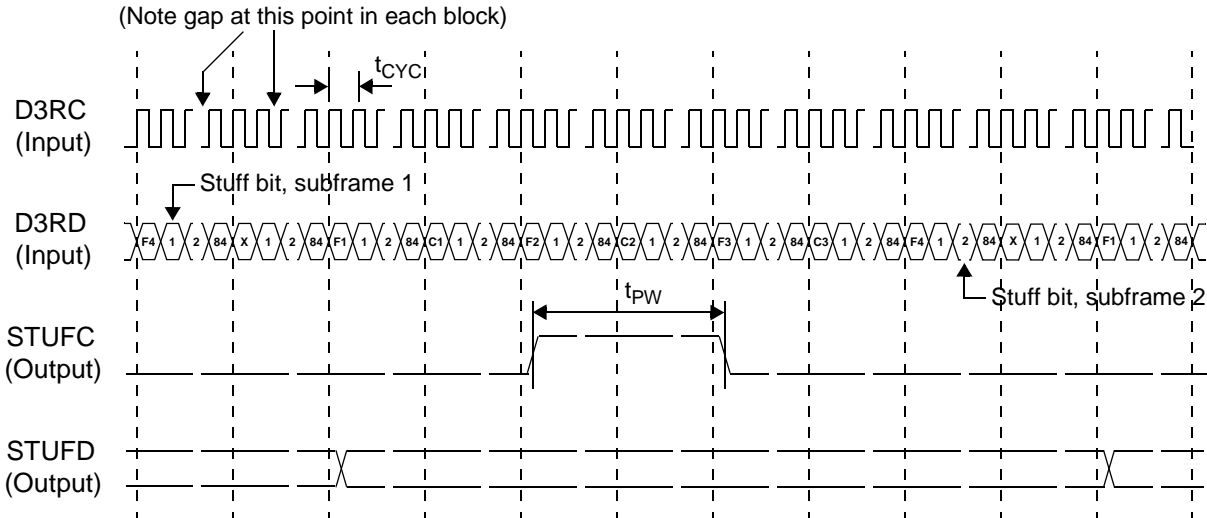 (Note gap at this point in each block)
tCYC
D3RC
(Input)
Stuff bit, subframe 1
D3RD
(Input)
F4 1 2 84 X 1 2 84 F1 1 2 84 C1 1 2 84 F2 1 2 84 C2 1 2 84 F3 1 2 84 C3 1 2 84 F4 1 2 84 X 1 2 84 F1 1 2 84
Stuff bit, subframe 2
tPW
STUFC
(Output)
STUFD
(Output)